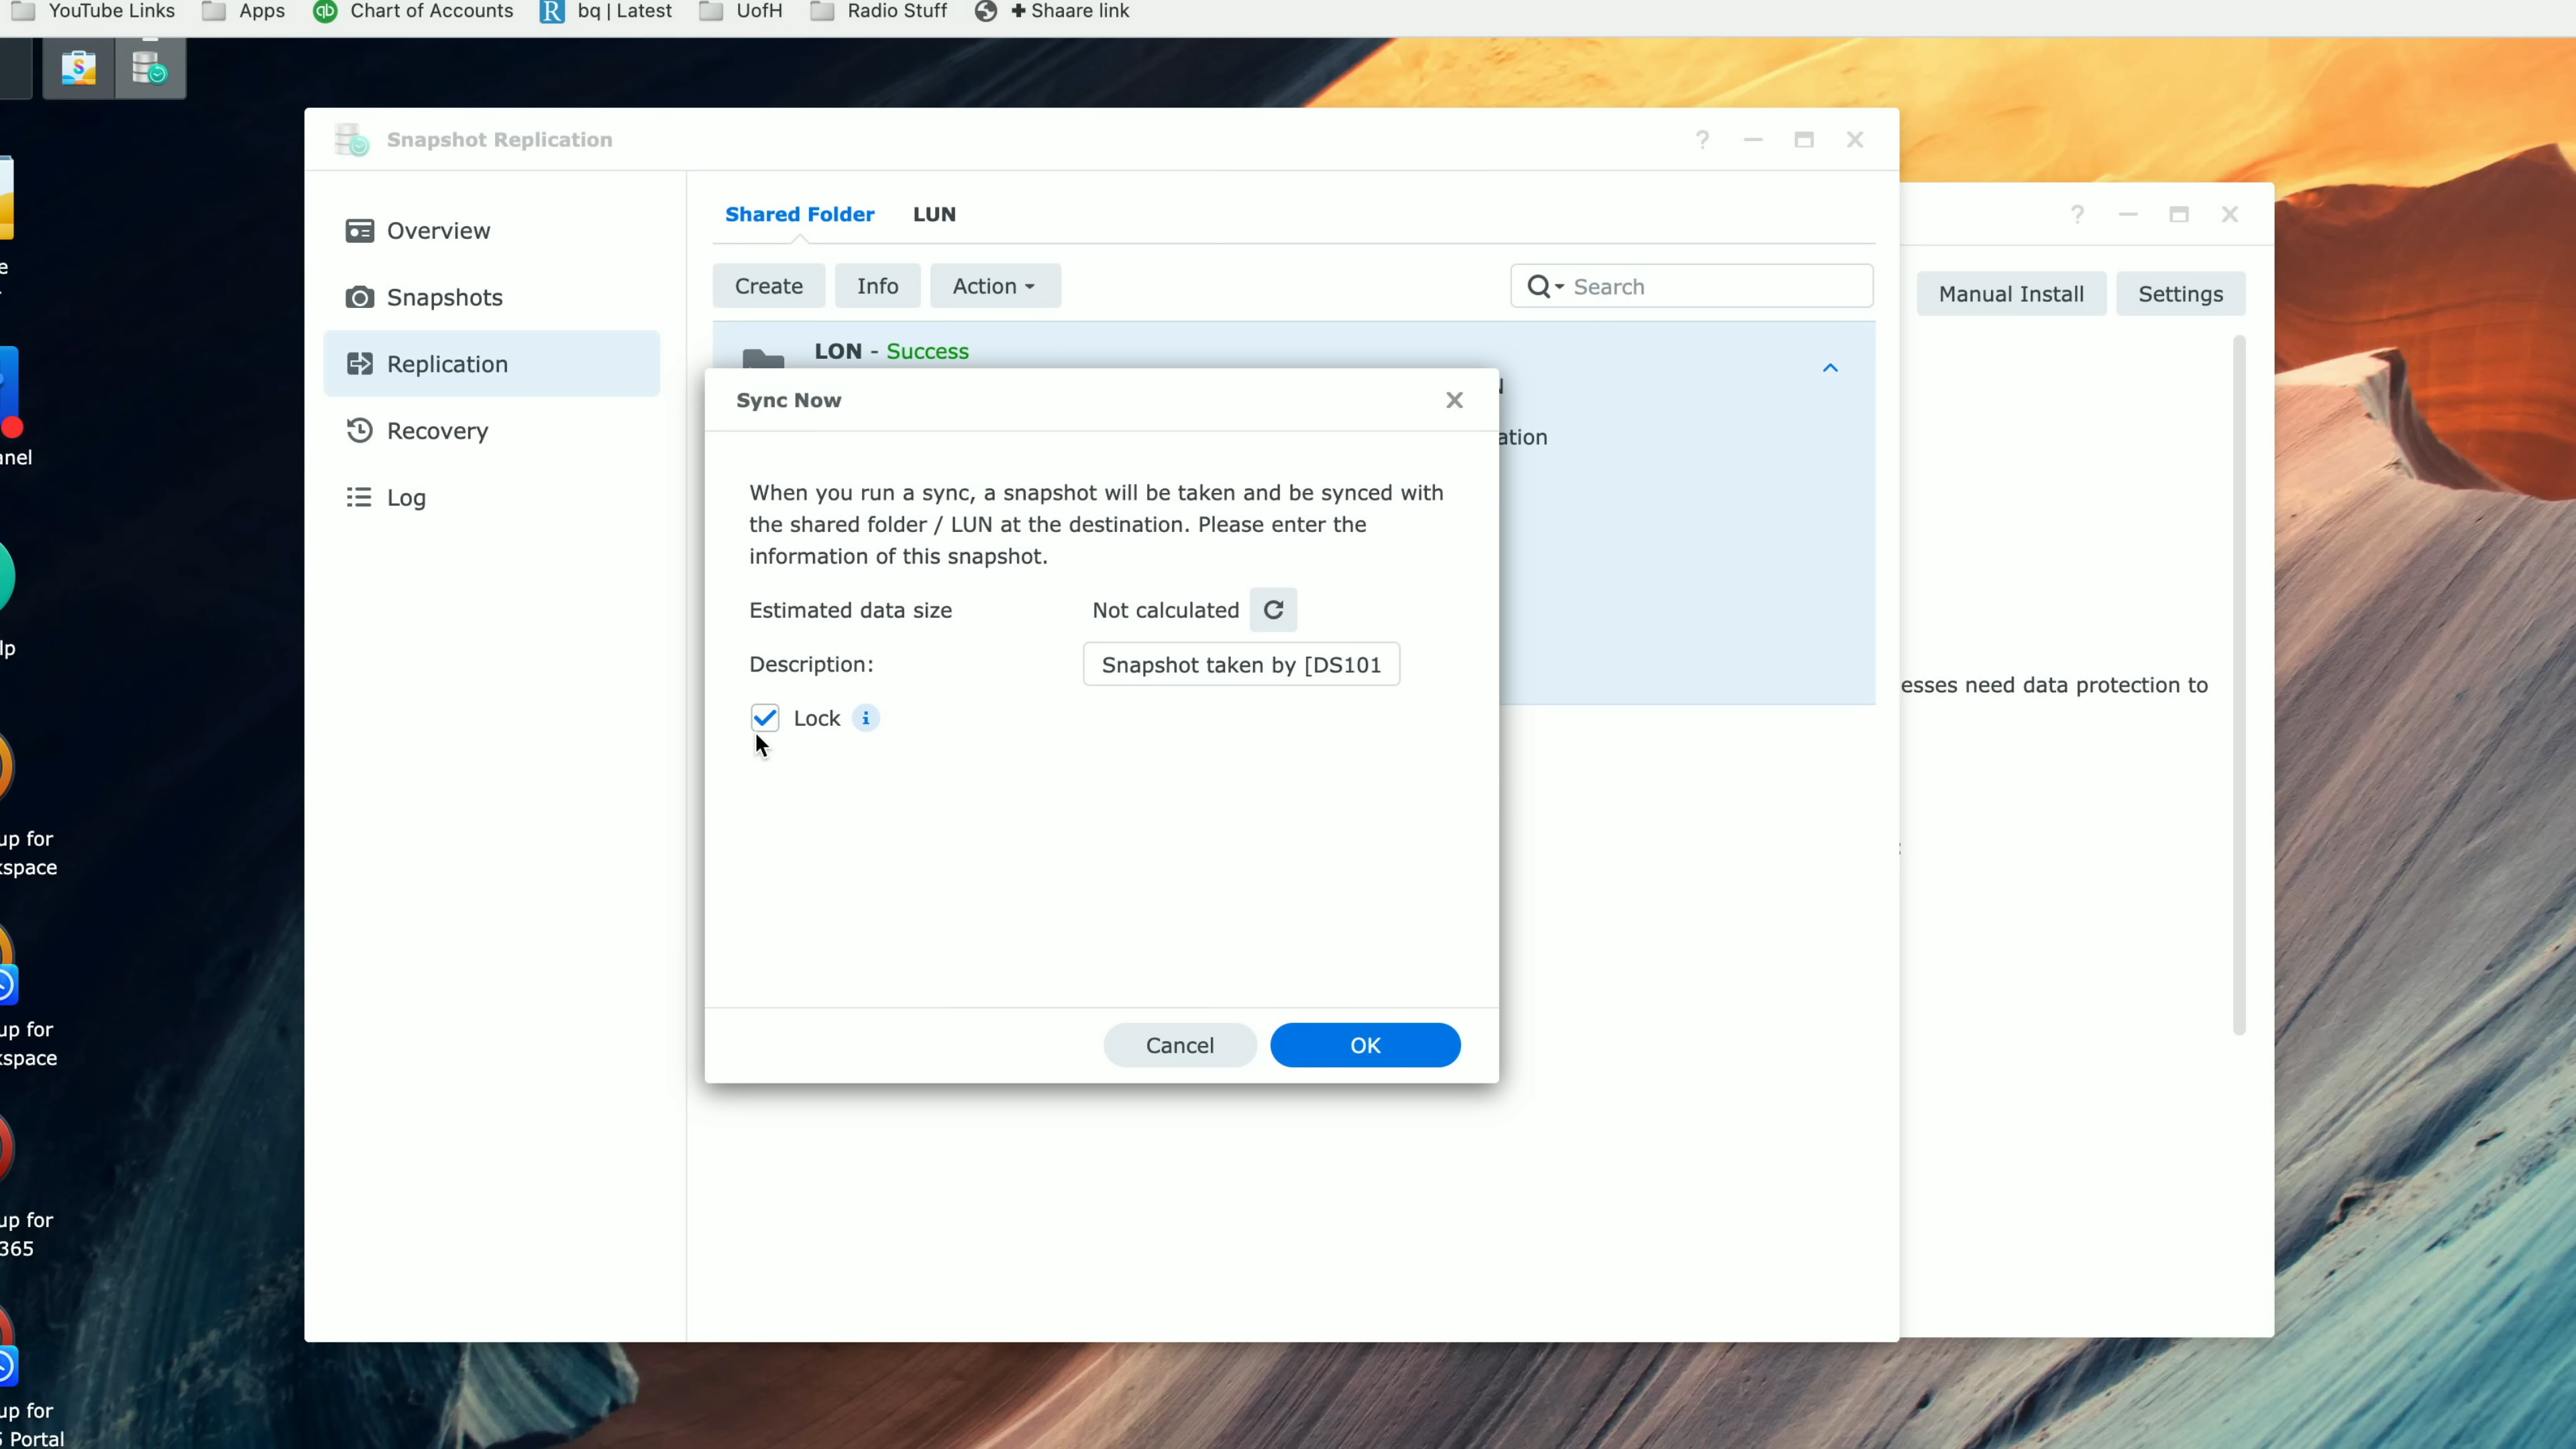 YouTube Links Apps Chart of Accounts bq | Latest UofH Radio Stuff + Shaare link
Snapshot Replication
Overview
Snapshots
Replication
Recovery
Log
Shared Folder LUN
Create Info Action Search
LON - Success
ation
Sync Now
When you run a sync, a snapshot will be taken and be synced with
the shared folder / LUN at the destination. Please enter the
information of this snapshot.
Estimated data size Not calculated
Description: Snapshot taken by [DS101
Lock
Cancel OK
Manual Install Settings
esses need data protection to
e
anel
lp
up for
kspace
up for
kspace
up for
365
up for
Portal